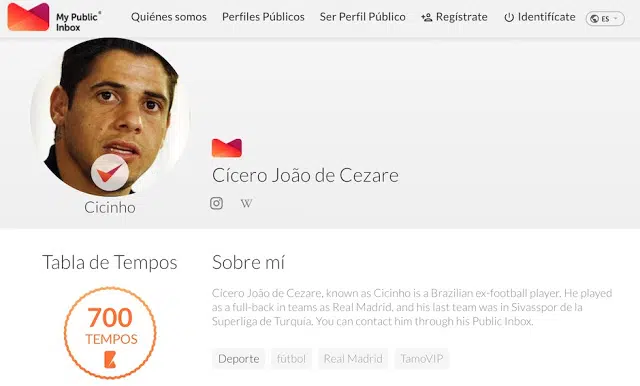 My Public®
Inbox
Quiénes somos
Perfiles Públicos
Ser Perfil Público
Regístrate
Identifícate
ES
Cícero João de Cezare
W
Cicinho
Tabla de Tempos
Sobre mí
700
TEMPOS
Cícero João de Cezare, known as Cicinho is a Brazilian ex-football player. He played
as a full-back in teams as Real Madrid, and his last team was in Sivasspor de la
Superliga de Turquía. You can contact him through his Public Inbox.
Deporte
fútbol
Real Madrid
TamoVIP